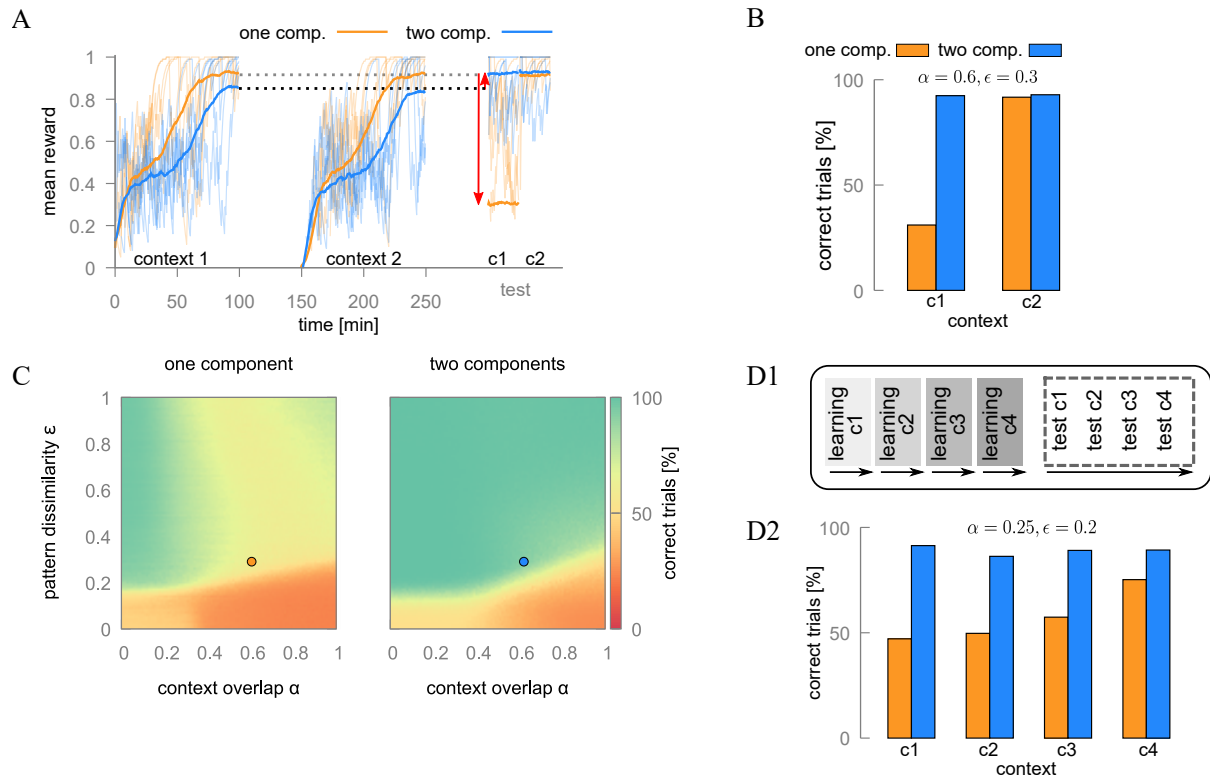 A
one comp.
two comp.
1
0.8
0.6
0.4
0.2
0
mean reward
context 1
context 2
c1
c2
test
0
50
100
150
200
250
time [min]
B
one comp.
two comp.
α = 0.6, ϵ = 0.3
100
50
0
correct trials [%]
c1
c2
context
C
one component
two components
1
0.8
0.6
0.4
0.2
0
pattern dissimilarity ε
0
0.2
0.4
0.6
0.8
1
context overlap α
0
0.2
0.4
0.6
0.8
1
context overlap α
100
50
0
correct trials [%]
D1
learning
c1
learning
c2
learning
c3
learning
c4
test c1
test c2
test c3
test c4
D2
α = 0.25, ϵ = 0.2
100
50
0
correct trials [%]
c1
c2
c3
c4
context